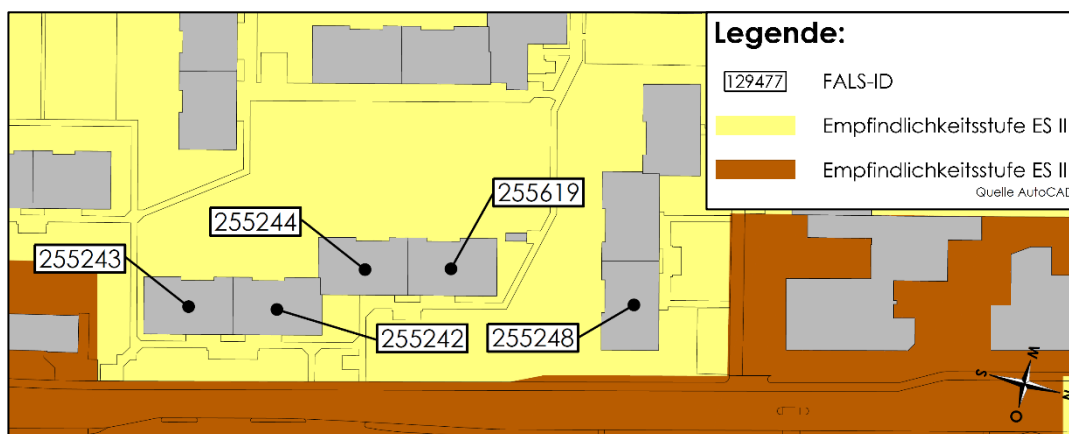 Legende:
129477 FALS-ID
Empfindlichkeitsstufe ES II
Empfindlichkeitsstufe ES II
Quelle AutoCAD
255619
255244
255243
255242
255248
W
S
N
O